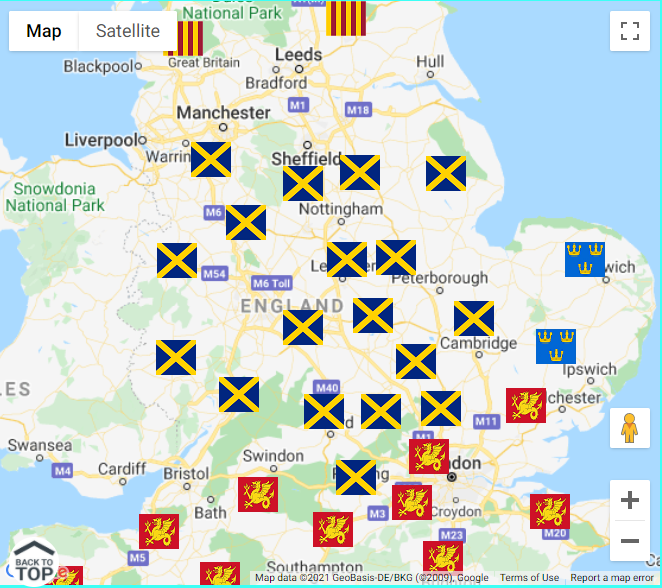 National Park
Map
Satellite
Great Britain
Leeds
Hull
Blackpool
Bradford
M1
M18
Manchester
Liverpool
Warrin
Sheffield
Snowdonia
National Park
M6
Nottingham
Le
wich
M54
M6 Toll
Peterborough
ENGLAND
Cambridge
Ipswich
LES
M40
chester
M11
Swansea
M1
don
Swindon
M4
Cardiff
Bristol
ng
Bath
M3
Croydon
M23
M20
M5
BACK TO
TOP
Southampton
Map data ©2021 GeoBasis-DE/BKG (©2009), Google
Terms of Use
Report a map error